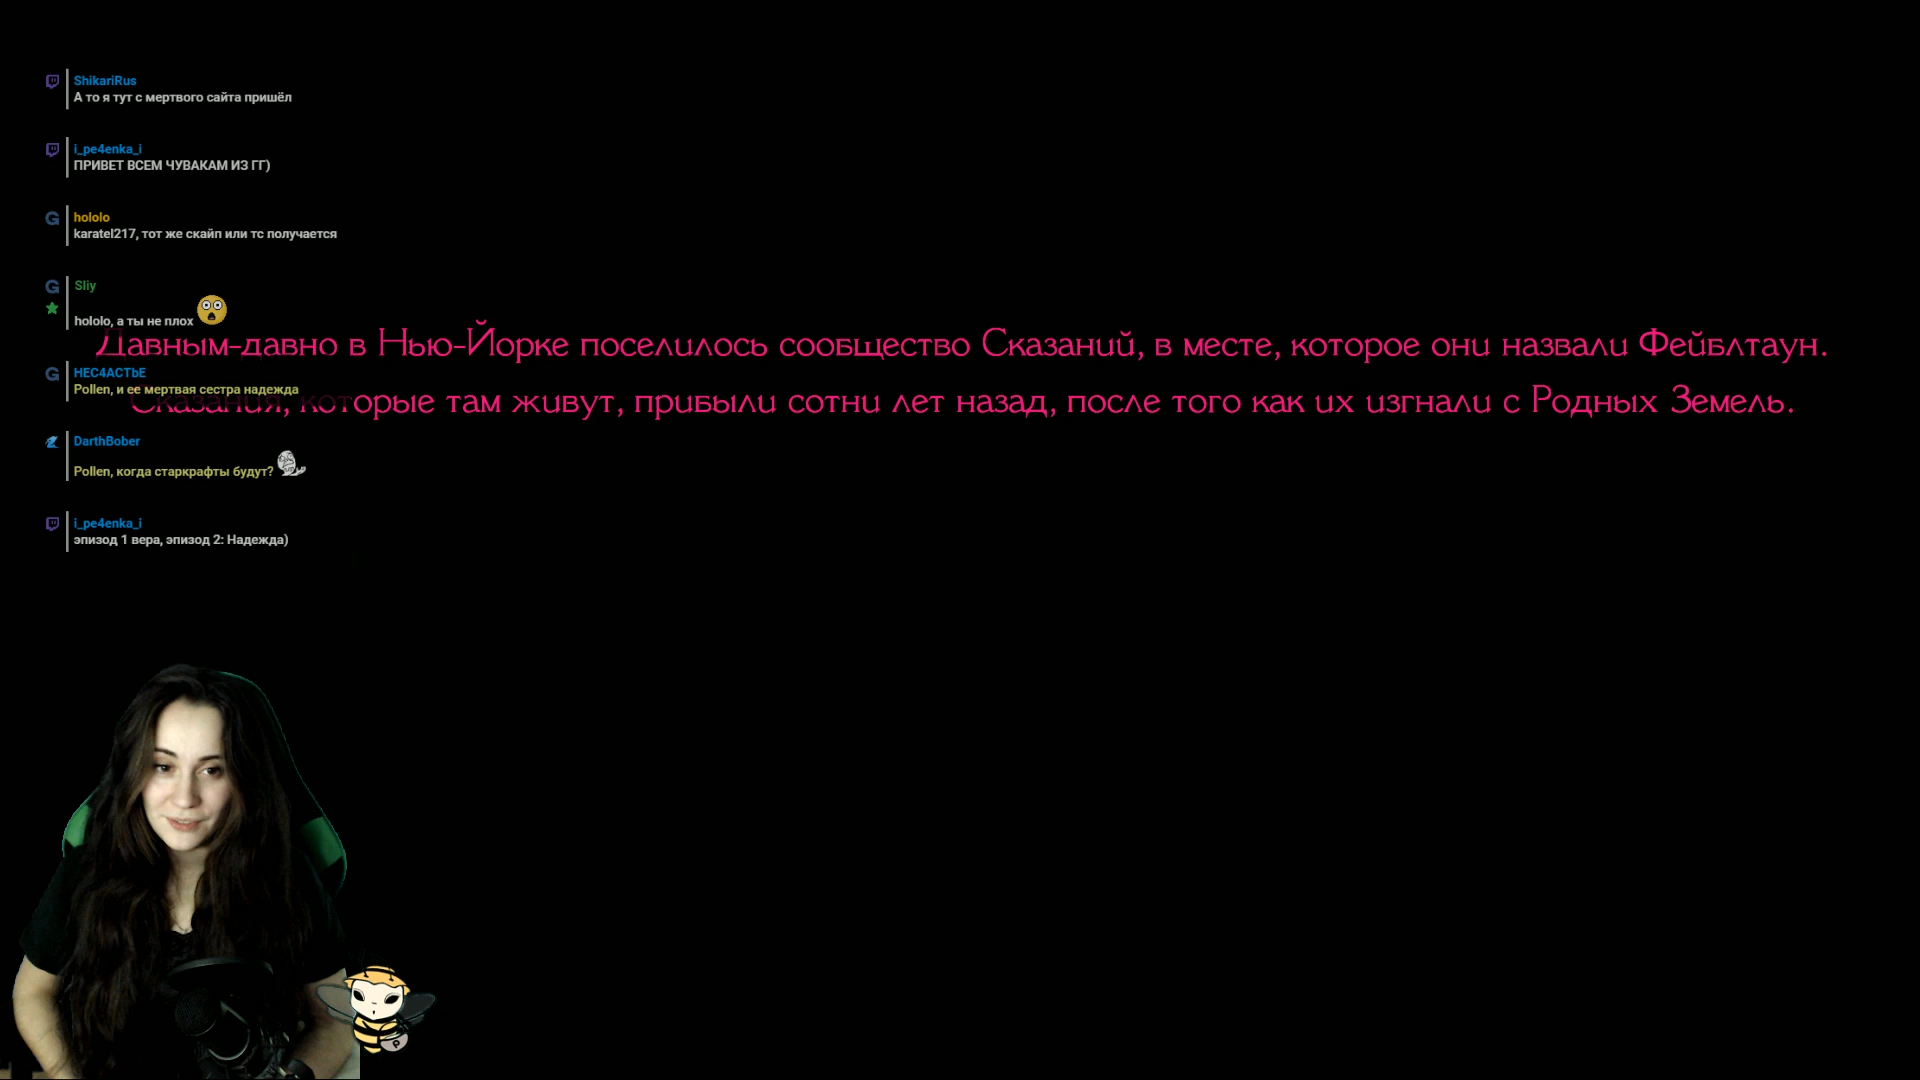 ShikariRus
А то я тут с мертвого сайта пришёл
i_pe4enka_i
ПРИВЕТ ВСЕМ ЧУВАКАМ ИЗ ГГ)
hololo
karatel217, тот же скайп или тс получается
Sliy
hololo, а ты не плох
Давным-давно в Нью-Йорке поселилось сообщество Сказаний, в месте, которое они назвали Фейблтаун.
HEC4ACTbE
Pollen, и ее мертвая сестра надежда
Сказания, которые там живут, прибыли сотни лет назад, после того как их изгнали с Родных Земель.
DarthBober
Pollen, когда старкрафты будут?
i_pe4enka_i
эпизод 1 вера, эпизод 2: Надежда)
P